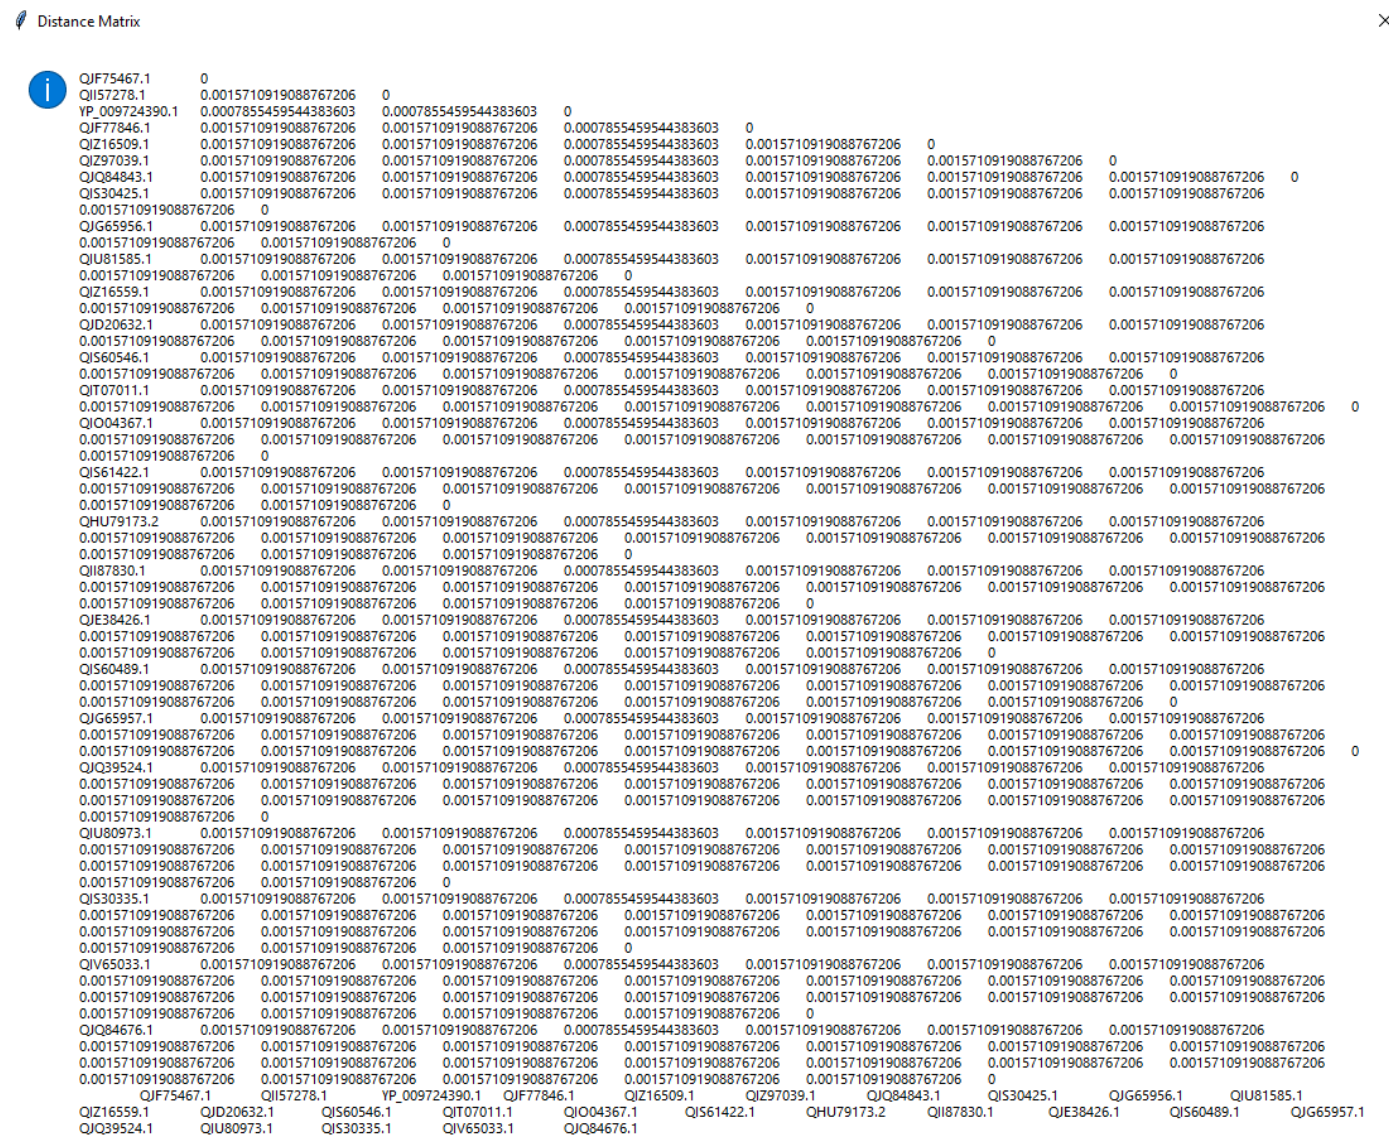 Distance Matrix
QJF75467.1 0
QII57278.1 0.0015710919088767206 0
YP_009724390.1 0.0007855459544383603 0.0007855459544383603 0
QJF77846.1 0.0015710919088767206 0.0015710919088767206 0.0007855459544383603 0
QIZ16509.1 0.0015710919088767206 0.0015710919088767206 0.0007855459544383603 0.0015710919088767206 0
QIZ97039.1 0.0015710919088767206 0.0015710919088767206 0.0007855459544383603 0.0015710919088767206 0.0015710919088767206 0
QJQ84843.1 0.0015710919088767206 0.0015710919088767206 0.0007855459544383603 0.0015710919088767206 0.0015710919088767206 0.0015710919088767206 0
QIS30425.1 0.0015710919088767206 0.0015710919088767206 0.0007855459544383603 0.0015710919088767206 0.0015710919088767206 0.0015710919088767206
0.0015710919088767206 0
QJG65956.1 0.0015710919088767206 0.0015710919088767206 0.0007855459544383603 0.0015710919088767206 0.0015710919088767206 0.0015710919088767206
0.0015710919088767206 0.0015710919088767206 0
QIU81585.1 0.0015710919088767206 0.0015710919088767206 0.0007855459544383603 0.0015710919088767206 0.0015710919088767206 0.0015710919088767206
0.0015710919088767206 0.0015710919088767206 0.0015710919088767206 0
QIZ16559.1 0.0015710919088767206 0.0015710919088767206 0.0007855459544383603 0.0015710919088767206 0.0015710919088767206 0.0015710919088767206
0.0015710919088767206 0.0015710919088767206 0.0015710919088767206 0.0015710919088767206 0
QJD20632.1 0.0015710919088767206 0.0015710919088767206 0.0007855459544383603 0.0015710919088767206 0.0015710919088767206 0.0015710919088767206
0.0015710919088767206 0.0015710919088767206 0.0015710919088767206 0.0015710919088767206 0.0015710919088767206 0
QIS60546.1 0.0015710919088767206 0.0015710919088767206 0.0007855459544383603 0.0015710919088767206 0.0015710919088767206 0.0015710919088767206
0.0015710919088767206 0.0015710919088767206 0.0015710919088767206 0.0015710919088767206 0.0015710919088767206 0.0015710919088767206 0
QIT07011.1 0.0015710919088767206 0.0015710919088767206 0.0007855459544383603 0.0015710919088767206 0.0015710919088767206 0.0015710919088767206
0.0015710919088767206 0.0015710919088767206 0.0015710919088767206 0.0015710919088767206 0.0015710919088767206 0.0015710919088767206 0.0015710919088767206 0
QIO04367.1 0.0015710919088767206 0.0015710919088767206 0.0007855459544383603 0.0015710919088767206 0.0015710919088767206 0.0015710919088767206
0.0015710919088767206 0.0015710919088767206 0.0015710919088767206 0.0015710919088767206 0.0015710919088767206 0.0015710919088767206 0.0015710919088767206
0.0015710919088767206 0
QIS61422.1 0.0015710919088767206 0.0015710919088767206 0.0007855459544383603 0.0015710919088767206 0.0015710919088767206 0.0015710919088767206
0.0015710919088767206 0.0015710919088767206 0.0015710919088767206 0.0015710919088767206 0.0015710919088767206 0.0015710919088767206 0.0015710919088767206
0.0015710919088767206 0.0015710919088767206 0
QHU79173.2 0.0015710919088767206 0.0015710919088767206 0.0007855459544383603 0.0015710919088767206 0.0015710919088767206 0.0015710919088767206
0.0015710919088767206 0.0015710919088767206 0.0015710919088767206 0.0015710919088767206 0.0015710919088767206 0.0015710919088767206 0.0015710919088767206
0.0015710919088767206 0.0015710919088767206 0.0015710919088767206 0
QII87830.1 0.0015710919088767206 0.0015710919088767206 0.0007855459544383603 0.0015710919088767206 0.0015710919088767206 0.0015710919088767206
0.0015710919088767206 0.0015710919088767206 0.0015710919088767206 0.0015710919088767206 0.0015710919088767206 0.0015710919088767206 0.0015710919088767206
0.0015710919088767206 0.0015710919088767206 0.0015710919088767206 0.0015710919088767206 0
QJE38426.1 0.0015710919088767206 0.0015710919088767206 0.0007855459544383603 0.0015710919088767206 0.0015710919088767206 0.0015710919088767206
0.0015710919088767206 0.0015710919088767206 0.0015710919088767206 0.0015710919088767206 0.0015710919088767206 0.0015710919088767206 0.0015710919088767206
0.0015710919088767206 0.0015710919088767206 0.0015710919088767206 0.0015710919088767206 0.0015710919088767206 0
QIS60489.1 0.0015710919088767206 0.0015710919088767206 0.0007855459544383603 0.0015710919088767206 0.0015710919088767206 0.0015710919088767206
0.0015710919088767206 0.0015710919088767206 0.0015710919088767206 0.0015710919088767206 0.0015710919088767206 0.0015710919088767206 0.0015710919088767206
0.0015710919088767206 0.0015710919088767206 0.0015710919088767206 0.0015710919088767206 0.0015710919088767206 0.0015710919088767206 0
QJG65957.1 0.0015710919088767206 0.0015710919088767206 0.0007855459544383603 0.0015710919088767206 0.0015710919088767206 0.0015710919088767206
0.0015710919088767206 0.0015710919088767206 0.0015710919088767206 0.0015710919088767206 0.0015710919088767206 0.0015710919088767206 0.0015710919088767206
0.0015710919088767206 0.0015710919088767206 0.0015710919088767206 0.0015710919088767206 0.0015710919088767206 0.0015710919088767206 0.0015710919088767206 0
QJQ39524.1 0.0015710919088767206 0.0015710919088767206 0.0007855459544383603 0.0015710919088767206 0.0015710919088767206 0.0015710919088767206
0.0015710919088767206 0.0015710919088767206 0.0015710919088767206 0.0015710919088767206 0.0015710919088767206 0.0015710919088767206 0.0015710919088767206
0.0015710919088767206 0.0015710919088767206 0.0015710919088767206 0.0015710919088767206 0.0015710919088767206 0.0015710919088767206 0.0015710919088767206
0.0015710919088767206 0
QIU80973.1 0.0015710919088767206 0.0015710919088767206 0.0007855459544383603 0.0015710919088767206 0.0015710919088767206 0.0015710919088767206
0.0015710919088767206 0.0015710919088767206 0.0015710919088767206 0.0015710919088767206 0.0015710919088767206 0.0015710919088767206 0.0015710919088767206
0.0015710919088767206 0.0015710919088767206 0.0015710919088767206 0.0015710919088767206 0.0015710919088767206 0.0015710919088767206 0.0015710919088767206
0.0015710919088767206 0.0015710919088767206 0
QIS30335.1 0.0015710919088767206 0.0015710919088767206 0.0007855459544383603 0.0015710919088767206 0.0015710919088767206 0.0015710919088767206
0.0015710919088767206 0.0015710919088767206 0.0015710919088767206 0.0015710919088767206 0.0015710919088767206 0.0015710919088767206 0.0015710919088767206
0.0015710919088767206 0.0015710919088767206 0.0015710919088767206 0.0015710919088767206 0.0015710919088767206 0.0015710919088767206 0.0015710919088767206
0.0015710919088767206 0.0015710919088767206 0.0015710919088767206 0
QIV65033.1 0.0015710919088767206 0.0015710919088767206 0.0007855459544383603 0.0015710919088767206 0.0015710919088767206 0.0015710919088767206
0.0015710919088767206 0.0015710919088767206 0.0015710919088767206 0.0015710919088767206 0.0015710919088767206 0.0015710919088767206 0.0015710919088767206
0.0015710919088767206 0.0015710919088767206 0.0015710919088767206 0.0015710919088767206 0.0015710919088767206 0.0015710919088767206 0.0015710919088767206
0.0015710919088767206 0.0015710919088767206 0.0015710919088767206 0.0015710919088767206 0
QJQ84676.1 0.0015710919088767206 0.0015710919088767206 0.0007855459544383603 0.0015710919088767206 0.0015710919088767206 0.0015710919088767206
0.0015710919088767206 0.0015710919088767206 0.0015710919088767206 0.0015710919088767206 0.0015710919088767206 0.0015710919088767206 0.0015710919088767206
0.0015710919088767206 0.0015710919088767206 0.0015710919088767206 0.0015710919088767206 0.0015710919088767206 0.0015710919088767206 0.0015710919088767206
0.0015710919088767206 0.0015710919088767206 0.0015710919088767206 0.0015710919088767206 0.0015710919088767206 0
QJF75467.1 QII57278.1 YP_009724390.1 QJF77846.1 QIZ16509.1 QIZ97039.1 QJQ84843.1 QIS30425.1 QJG65956.1 QIU81585.1
QIZ16559.1 QJD20632.1 QIS60546.1 QIT07011.1 QIO04367.1 QIS61422.1 QHU79173.2 QII87830.1 QJE38426.1 QIS60489.1 QJG65957.1
QJQ39524.1 QIU80973.1 QIS30335.1 QIV65033.1 QJQ84676.1